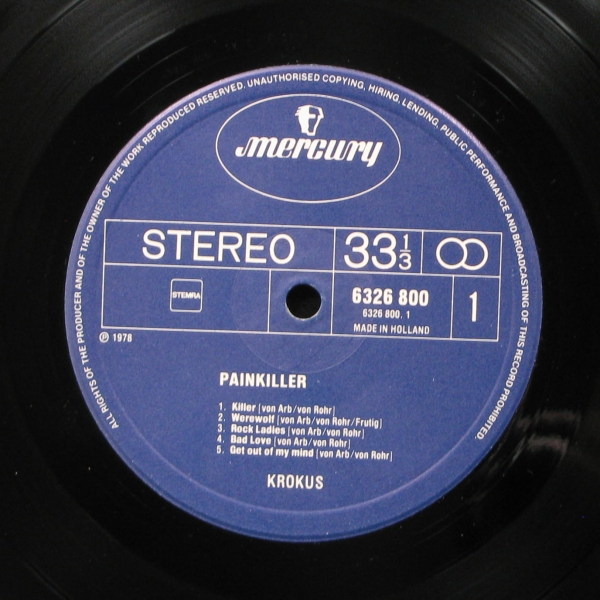 ALL RIGHTS OF THE PRODUCER AND OF THE OWNER OF THE WORK REPRODUCED RESERVED. UNAUTHORISED COPYING, HIRING, LENDING, PUBLIC PERFORMANCE AND BROADCASTING OF THIS RECORD PROHIBITED.
mercury
STEREO 33 1/3
STEMRA
6326 800
6326 800. 1
MADE IN HOLLAND
1
℗ 1978
PAINKILLER
1. Killer [von Arb/von Rohr]
2. Werewolf [von Arb/von Rohr/Frutig]
3. Rock Ladies [von Arb/von Rohr]
4. Bad Love [von Arb/von Rohr]
5. Get out of my mind [von Arb/von Rohr]
KROKUS